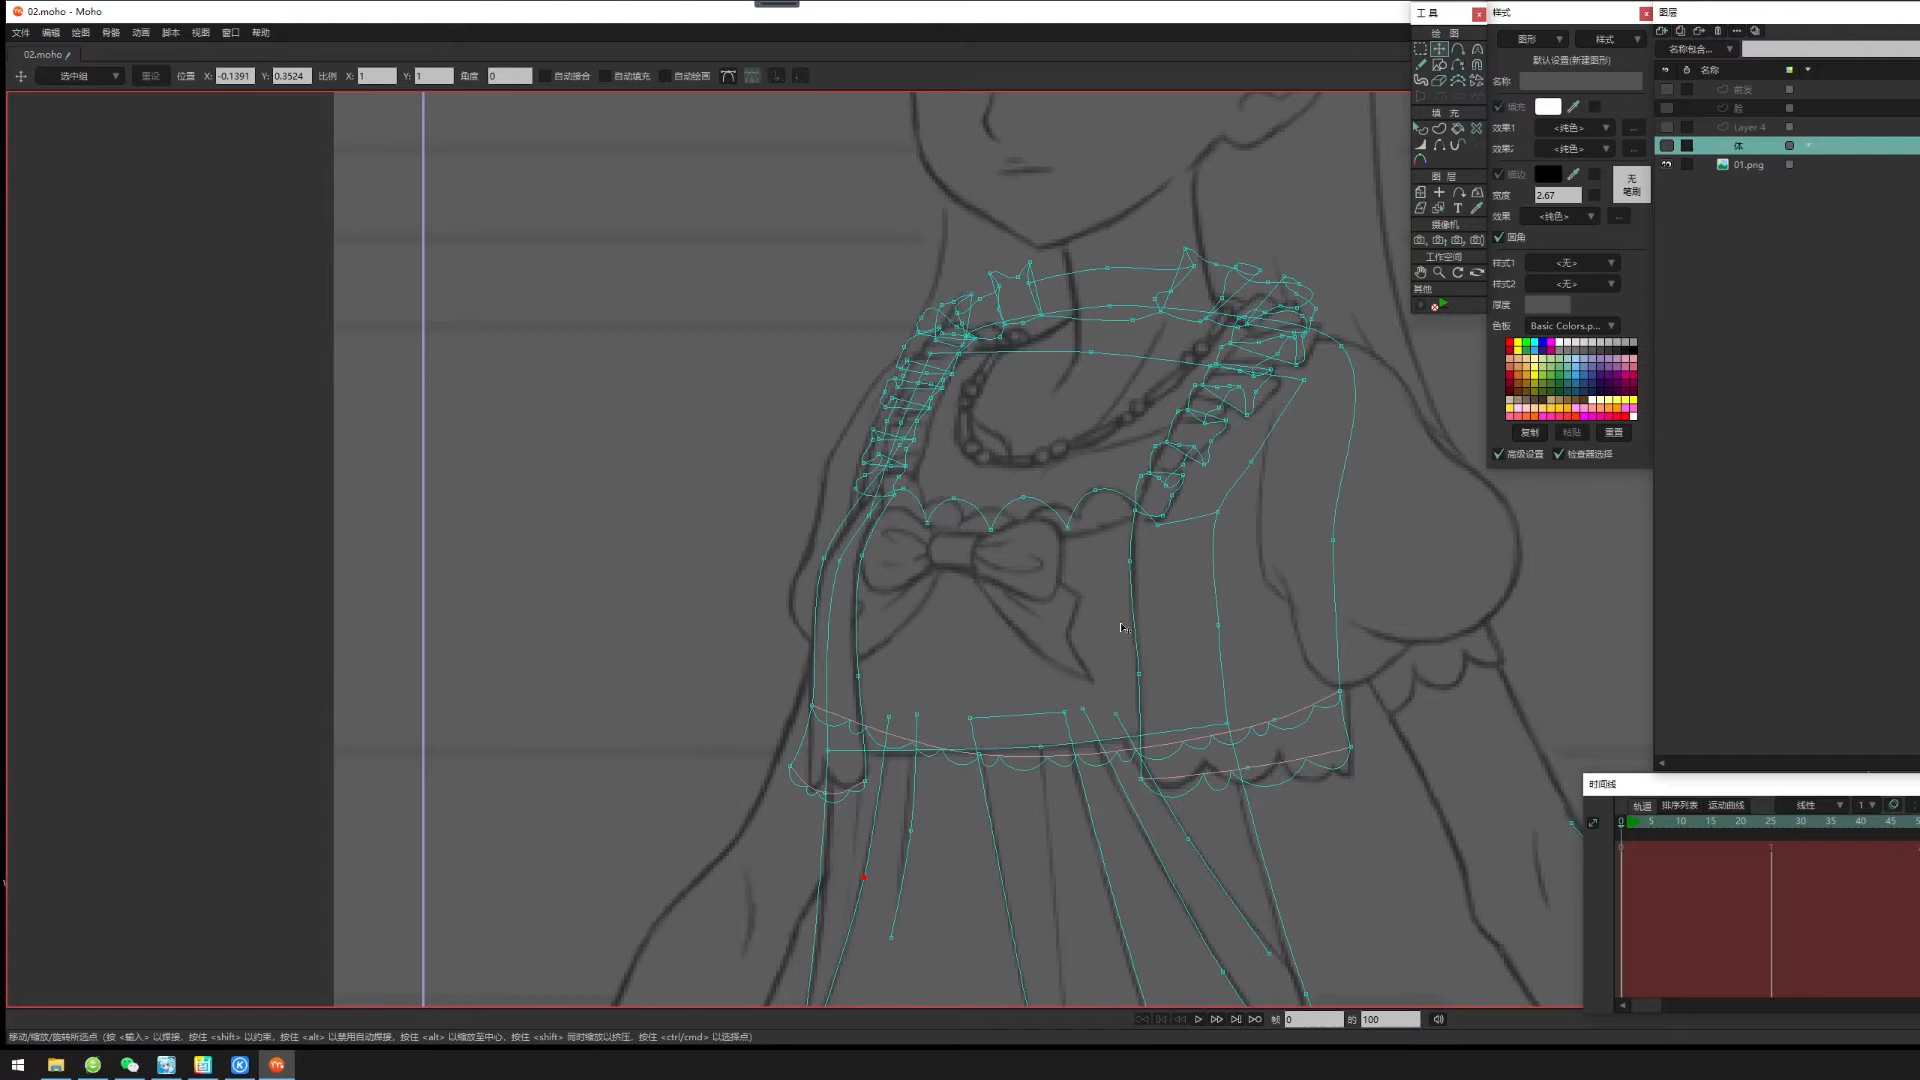 02.moho - Moho
文件 编辑 绘图 骨骼 动画 脚本 视图 窗口 帮助
02.moho
选中组 重设 位置 X: -0.1391 Y: 0.3524 比例 X: 1 Y: 1 角度 0 自动接合 自动填充 自动绘画
工具
绘 图
填 充
图 层
摄像机
工作空间
其他
样式
图形 样式
默认设置(新建图形)
名称
填充
效果1 <纯色> ...
效果2 <纯色> ...
描边
宽度 2.67
无
笔刷
效果 <纯色> ...
圆角
样式1 <无>
样式2 <无>
厚度
色板 Basic Colors.p...
复制 粘贴 重置
高级设置 检查器选择
图层
名称包含...
名称
前发
脸
Layer 4
体
01.png
时间线
轨道 排序列表 运动曲线 线性 1
0 5 10 15 20 25 30 35 40 45
0 1
帧 0 的 100
移动/缩放/旋转所选点 (按 <输入> 以焊接，按住 <shift> 以约束，按住 <alt> 以禁用自动焊接，按住 <alt> 以缩放至中心，按住 <shift> 同时缩放以挤压，按住 <ctrl/cmd> 以选择点)